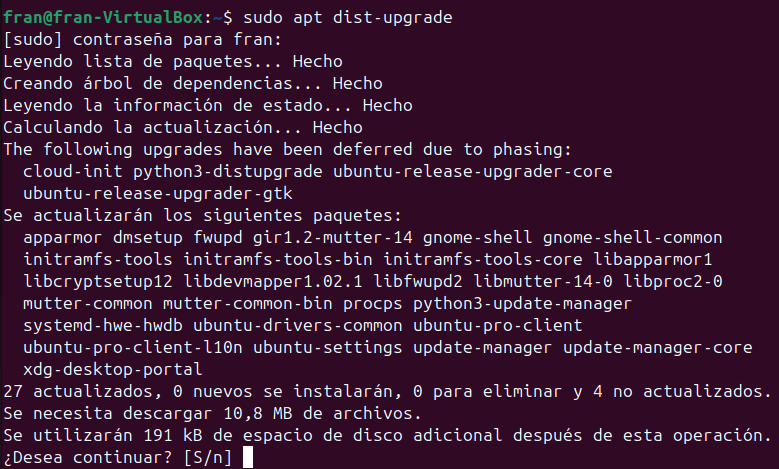 fran@fran-VirtualBox:~$ sudo apt dist-upgrade
[sudo] contraseña para fran:
Leyendo lista de paquetes... Hecho
Creando árbol de dependencias... Hecho
Leyendo la información de estado... Hecho
Calculando la actualización... Hecho
The following upgrades have been deferred due to phasing:
  cloud-init python3-distupgrade ubuntu-release-upgrader-core
  ubuntu-release-upgrader-gtk
Se actualizarán los siguientes paquetes:
  apparmor dmsetup fwupd gir1.2-mutter-14 gnome-shell gnome-shell-common
  initramfs-tools initramfs-tools-bin initramfs-tools-core libapparmor1
  libcryptsetup12 libdevmapper1.02.1 libfwupd2 libmutter-14-0 libproc2-0
  mutter-common mutter-common-bin procps python3-update-manager
  systemd-hwe-hwdb ubuntu-drivers-common ubuntu-pro-client
  ubuntu-pro-client-l10n ubuntu-settings update-manager update-manager-core
  xdg-desktop-portal
27 actualizados, 0 nuevos se instalarán, 0 para eliminar y 4 no actualizados.
Se necesita descargar 10,8 MB de archivos.
Se utilizarán 191 kB de espacio de disco adicional después de esta operación.
¿Desea continuar? [S/n]